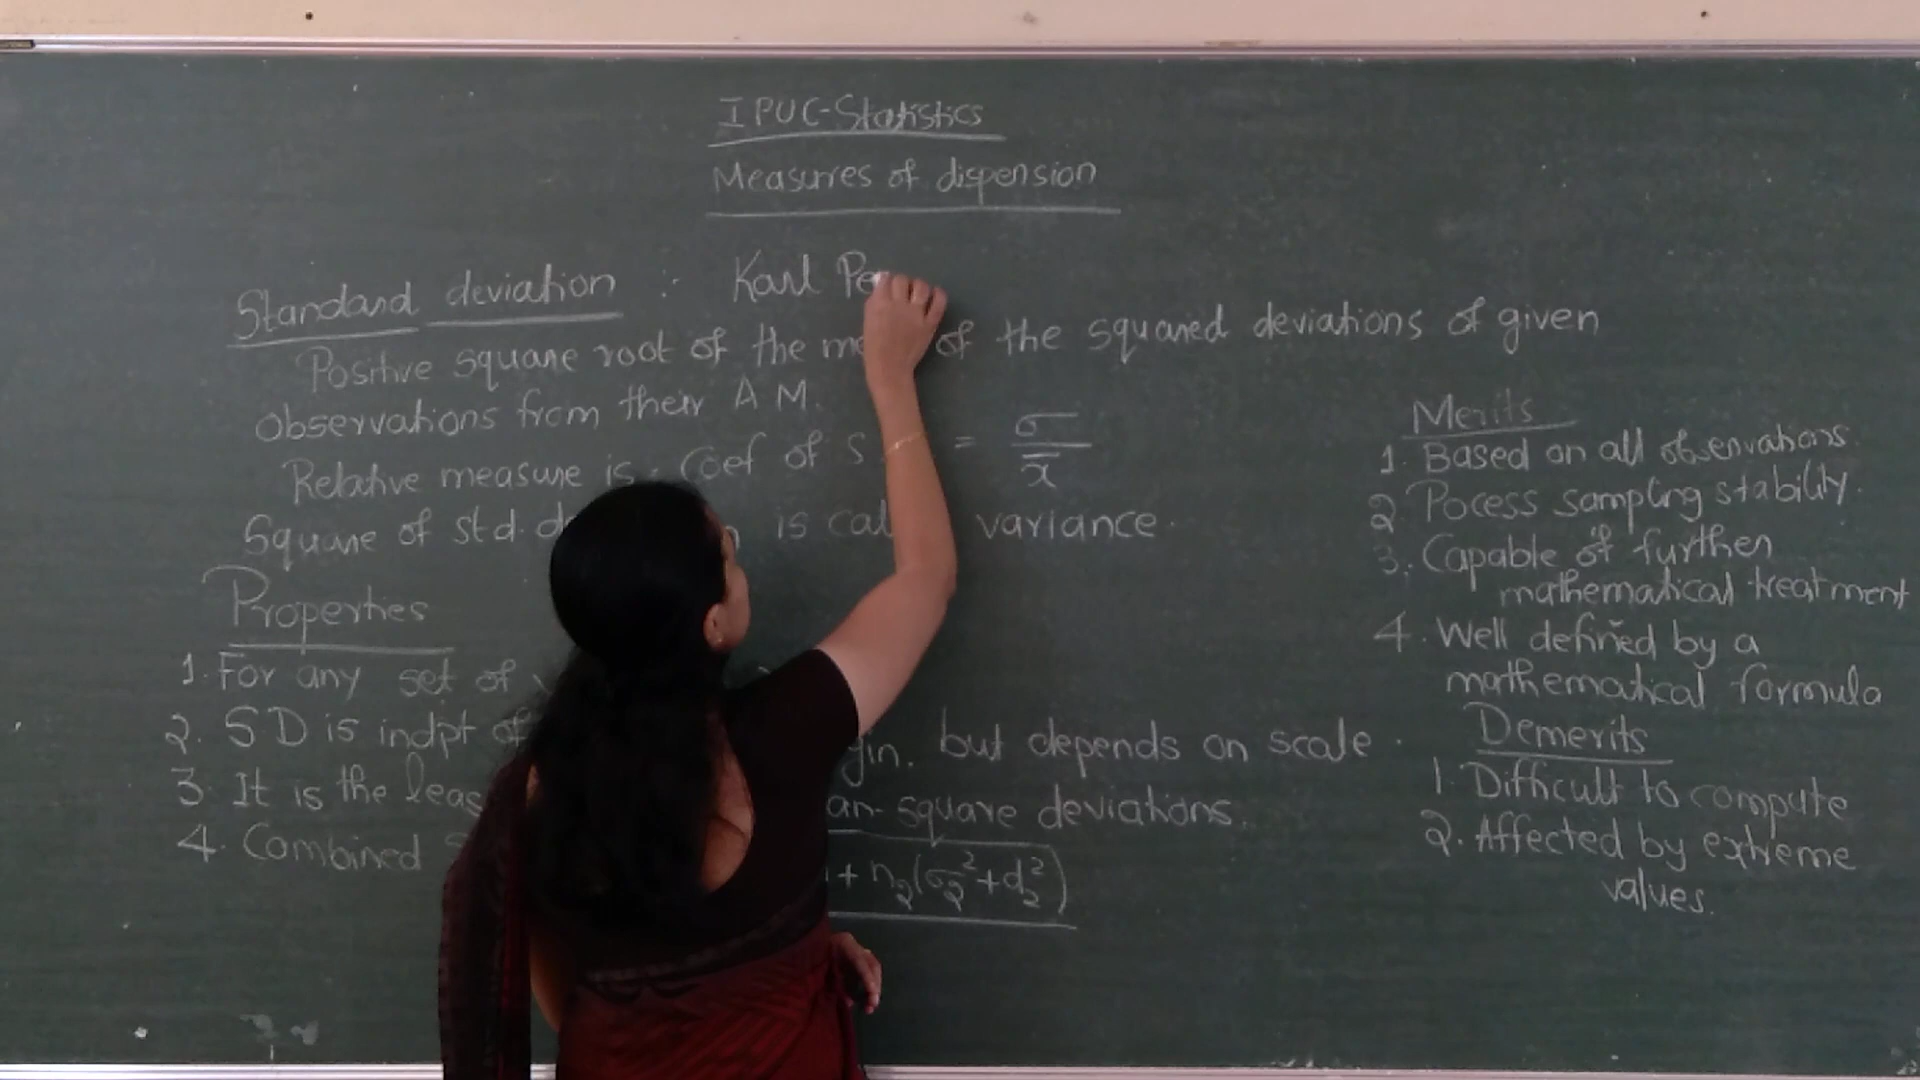 I PUC-Statistics
Measures of dispension
Standard deviation :- Karl Pe
Positive square root of the me of the squared deviations of given
observations from their A M.
Relative measure is. Coef of S = σ / x̄
Square of std. is cal variance.
Properties
1. For any set of
2. S D is indpt of gin. but depends on scale.
3. It is the leas an-square deviations.
4. Combined + n₂(σ₂²+d₂²)
Merits
1. Based on all observations.
2. Pocess sampling stability.
3. Capable of further
mathematical treatment
4. Well defined by a
mathematical formula
Demerits
1. Difficult to compute
2. Affected by extreme
values.